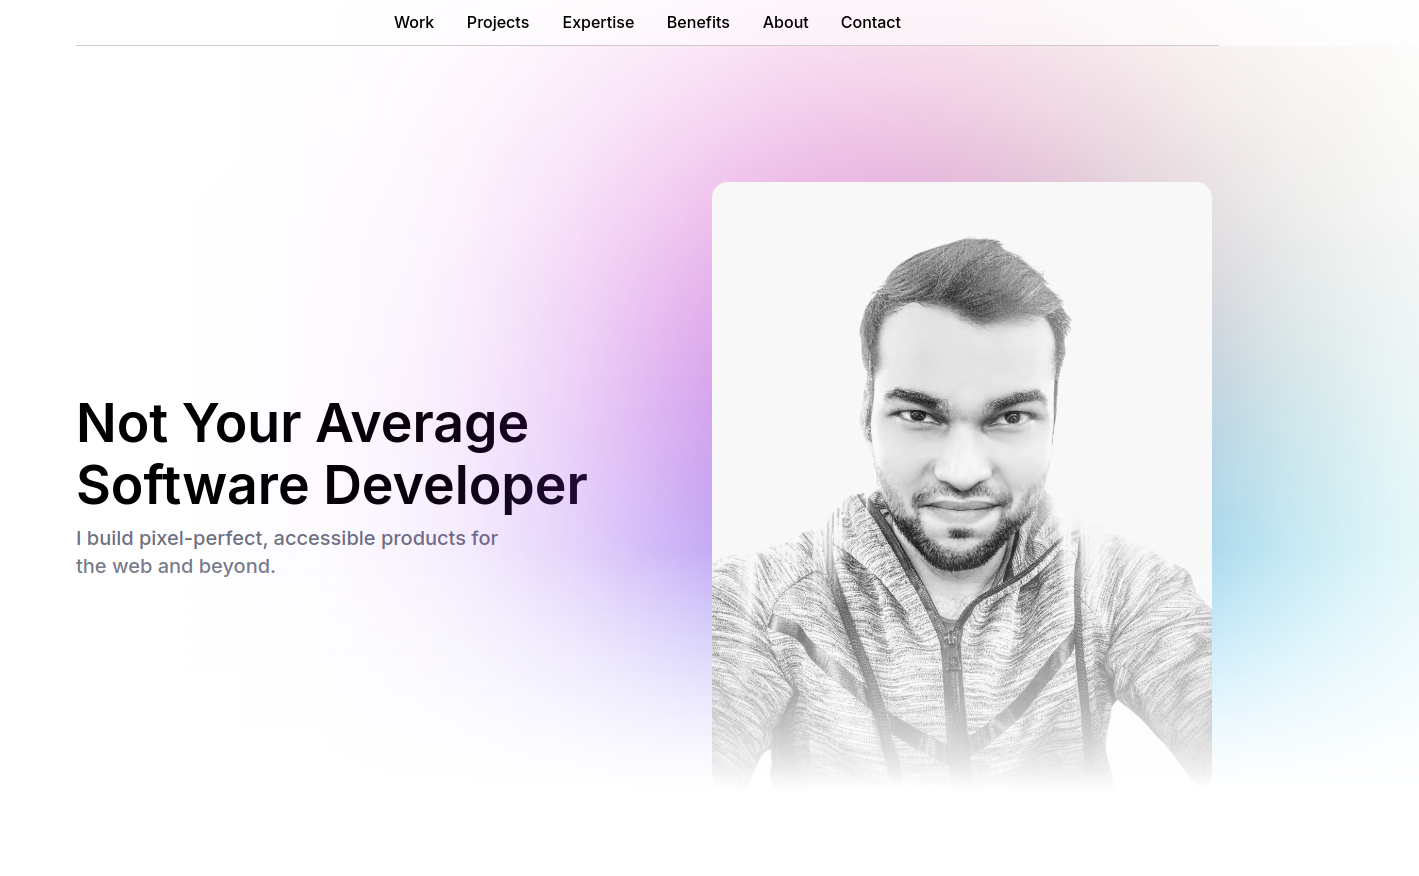 Work Projects Expertise Benefits About Contact
Not Your Average
Software Developer
I build pixel-perfect, accessible products for
the web and beyond.